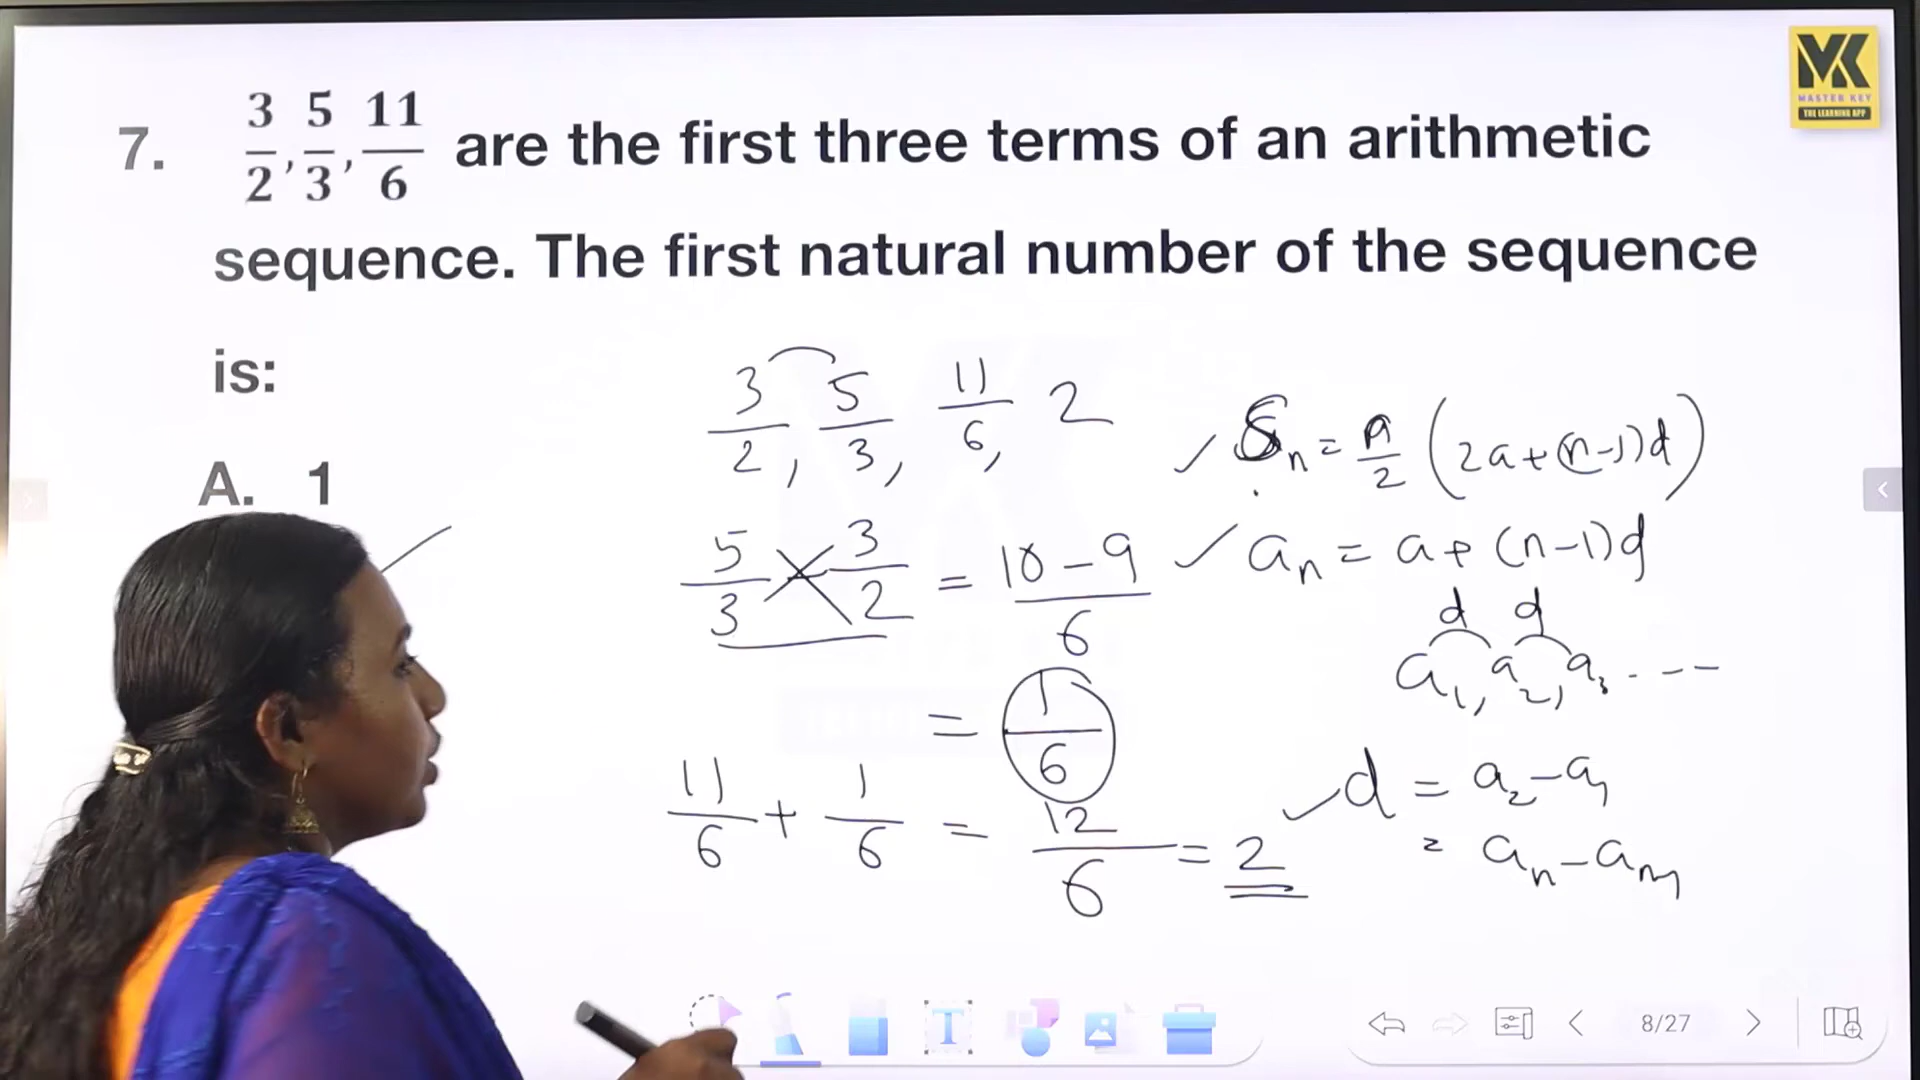 MK
MASTER KEY
THE LEARNING APP
7. 3/2, 5/3, 11/6 are the first three terms of an arithmetic
sequence. The first natural number of the sequence
is:
A. 1
3/2, 5/3, 11/6, 2
5/3 × 3/2 = 10-9/6
= 1/6
11/6 + 1/6 = 12/6 = 2
✓ Sn = n/2 (2a+(n-1)d)
✓ an = a+(n-1)d
d d
a1, a2, a3 - - -
✓ d = a2-a1
= an-an-1
T
8/27